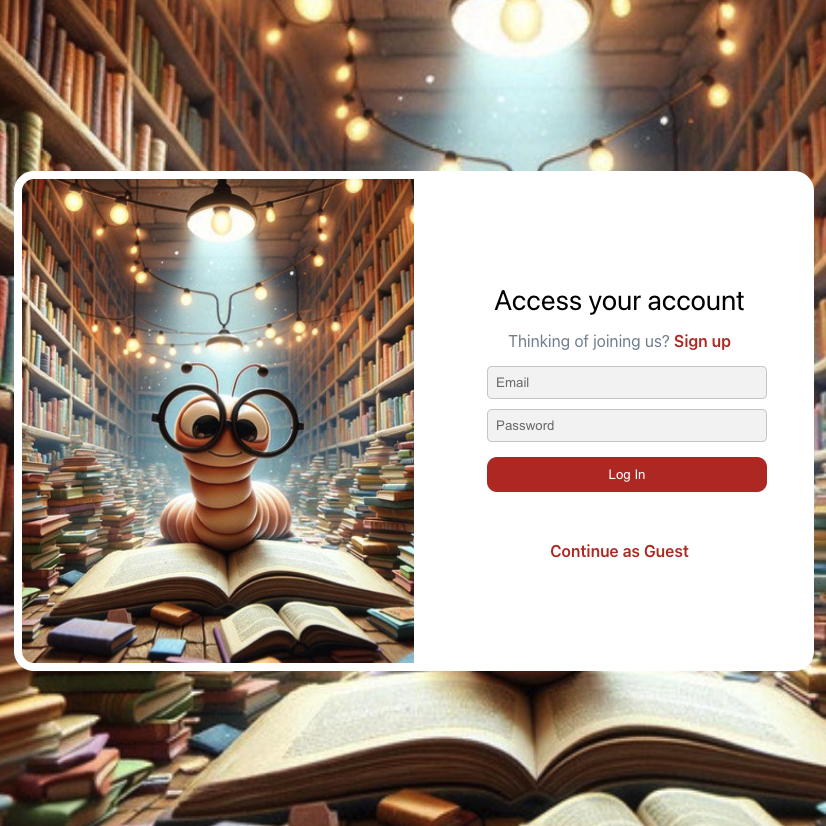 Access your account
Thinking of joining us? Sign up
Email
Password
Log In
Continue as Guest